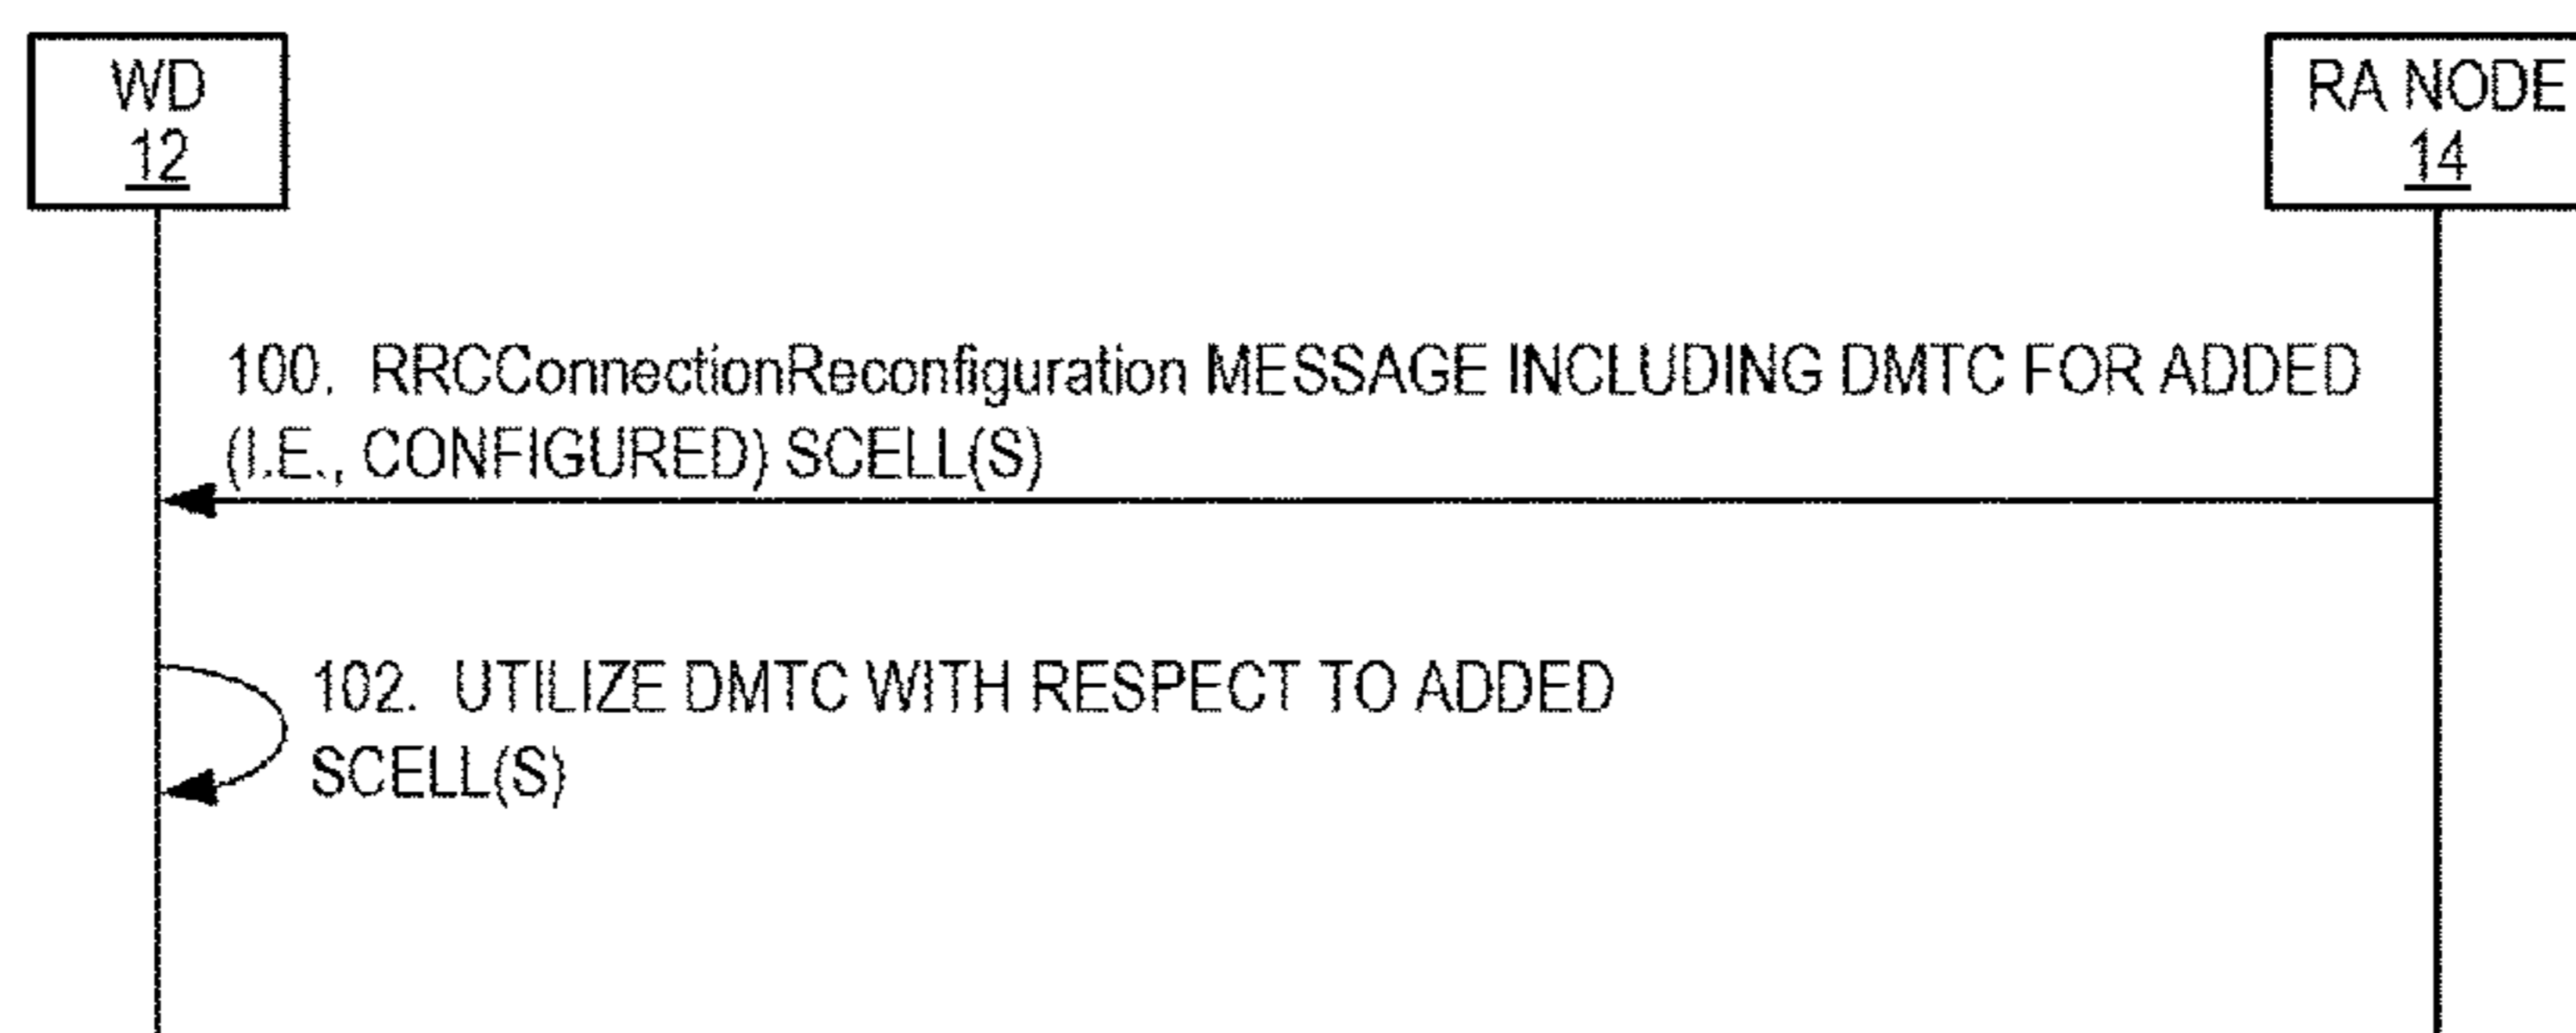 WD
12
RA NODE
14
100. RRCConnectionReconfiguration MESSAGE INCLUDING DMTC FOR ADDED
(I.E., CONFIGURED) SCELL(S)
102. UTILIZE DMTC WITH RESPECT TO ADDED
SCELL(S)